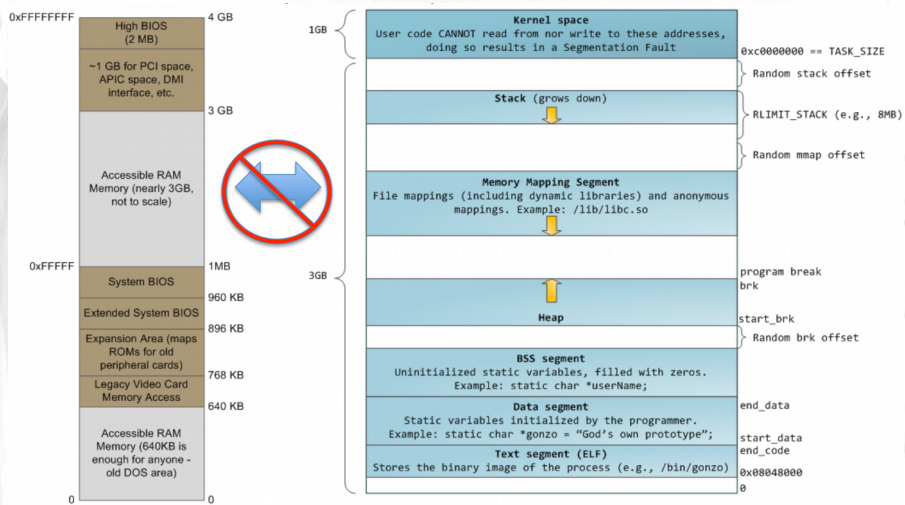 0xFFFFFFFF
4 GB
High BIOS
(2 MB)
~1 GB for PCI space,
APIC space, DMI
interface, etc.
3 GB
Accessible RAM
Memory (nearly 3GB,
not to scale)
0xFFFFF
1MB
System BIOS
960 KB
Extended System BIOS
896 KB
Expansion Area (maps
ROMs for old
peripheral cards)
768 KB
Legacy Video Card
Memory Access
640 KB
Accessible RAM
Memory (640KB is
enough for anyone -
old DOS area)
0
0
1GB
Kernel space
User code CANNOT read from nor write to these addresses,
doing so results in a Segmentation Fault
0xc0000000 == TASK_SIZE
Random stack offset
Stack (grows down)
RLIMIT_STACK (e.g., 8MB)
Random mmap offset
Memory Mapping Segment
File mappings (including dynamic libraries) and anonymous
mappings. Example: /lib/libc.so
3GB
program break
brk
Heap
start_brk
Random brk offset
BSS segment
Uninitialized static variables, filled with zeros.
Example: static char *userName;
Data segment
Static variables initialized by the programmer.
Example: static char *gonzo = “God’s own prototype”;
end_data
start_data
end_code
Text segment (ELF)
Stores the binary image of the process (e.g., /bin/gonzo)
0x08048000
0